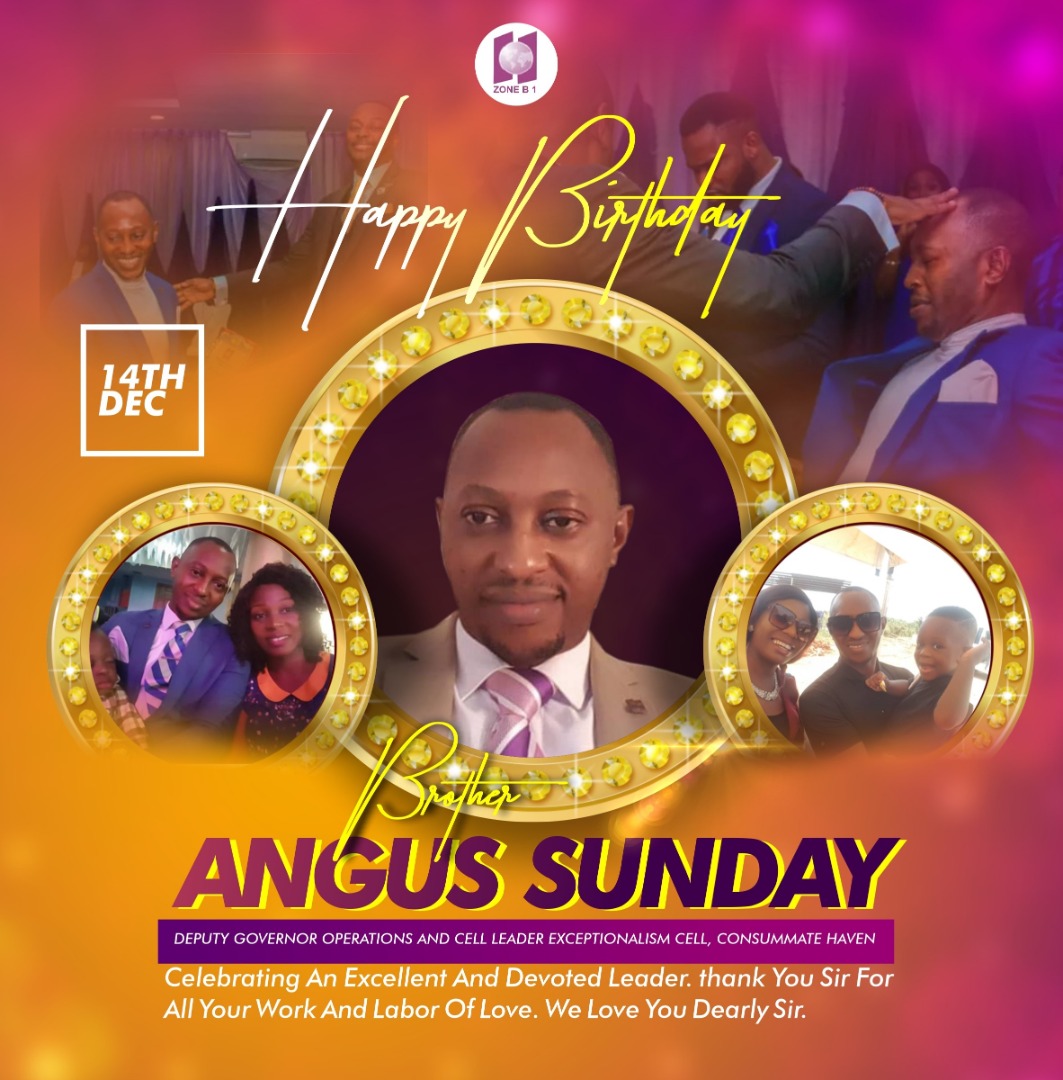 ZONE B 1
Happy Birthday
14TH
DEC
Brother
ANGUS SUNDAY
DEPUTY GOVERNOR OPERATIONS AND CELL LEADER EXCEPTIONALISM CELL, CONSUMMATE HAVEN
Celebrating An Excellent And Devoted Leader. thank You Sir For
All Your Work And Labor Of Love. We Love You Dearly Sir.